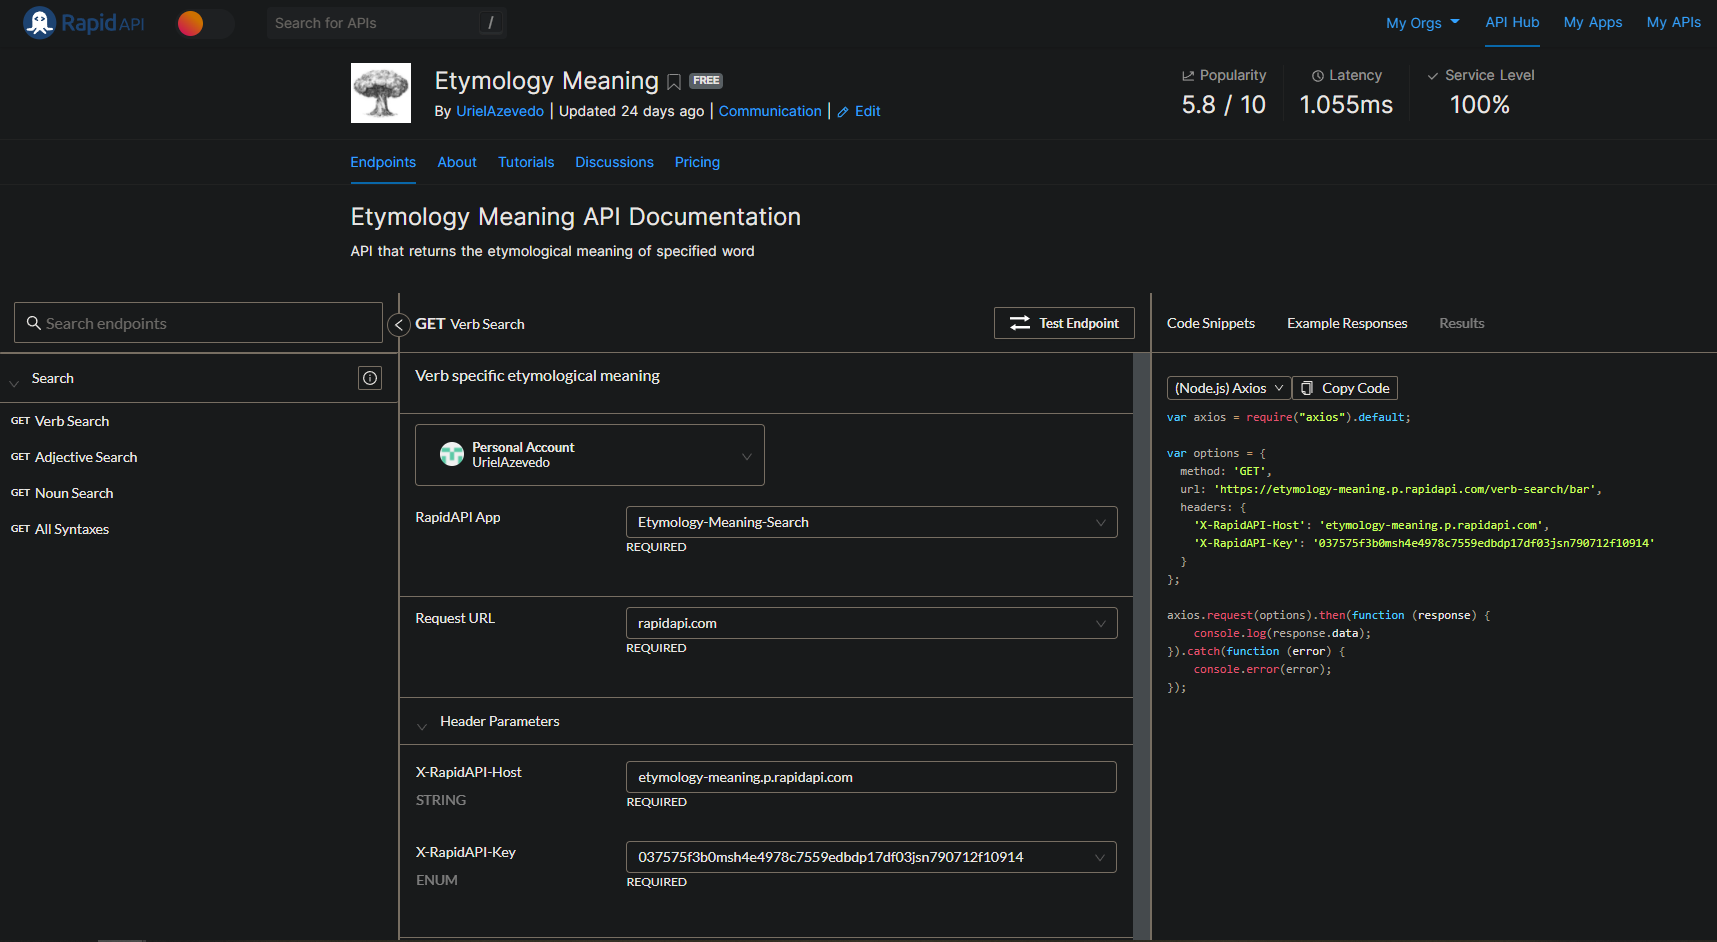 RapidAPI
Search for APIs /
My Orgs API Hub My Apps My APIs
Etymology Meaning FREE
By UrielAzevedo | Updated 24 days ago | Communication | Edit
Popularity
5.8 / 10
Latency
1.055ms
Service Level
100%
Endpoints About Tutorials Discussions Pricing
Etymology Meaning API Documentation
API that returns the etymological meaning of specified word
Search endpoints
Search
GET Verb Search
GET Adjective Search
GET Noun Search
GET All Syntaxes
GET Verb Search
Test Endpoint
Verb specific etymological meaning
Personal Account
UrielAzevedo
RapidAPI App
Etymology-Meaning-Search
REQUIRED
Request URL
rapidapi.com
REQUIRED
Header Parameters
X-RapidAPI-Host
STRING
etymology-meaning.p.rapidapi.com
REQUIRED
X-RapidAPI-Key
ENUM
037575f3b0msh4e4978c7559edbdp17df03jsn790712f10914
REQUIRED
Code Snippets Example Responses Results
(Node.js) Axios Copy Code
var axios = require("axios").default;
var options = {
method: 'GET',
url: 'https://etymology-meaning.p.rapidapi.com/verb-search/bar',
headers: {
'X-RapidAPI-Host': 'etymology-meaning.p.rapidapi.com',
'X-RapidAPI-Key': '037575f3b0msh4e4978c7559edbdp17df03jsn790712f10914'
}
};
axios.request(options).then(function (response) {
console.log(response.data);
}).catch(function (error) {
console.error(error);
});